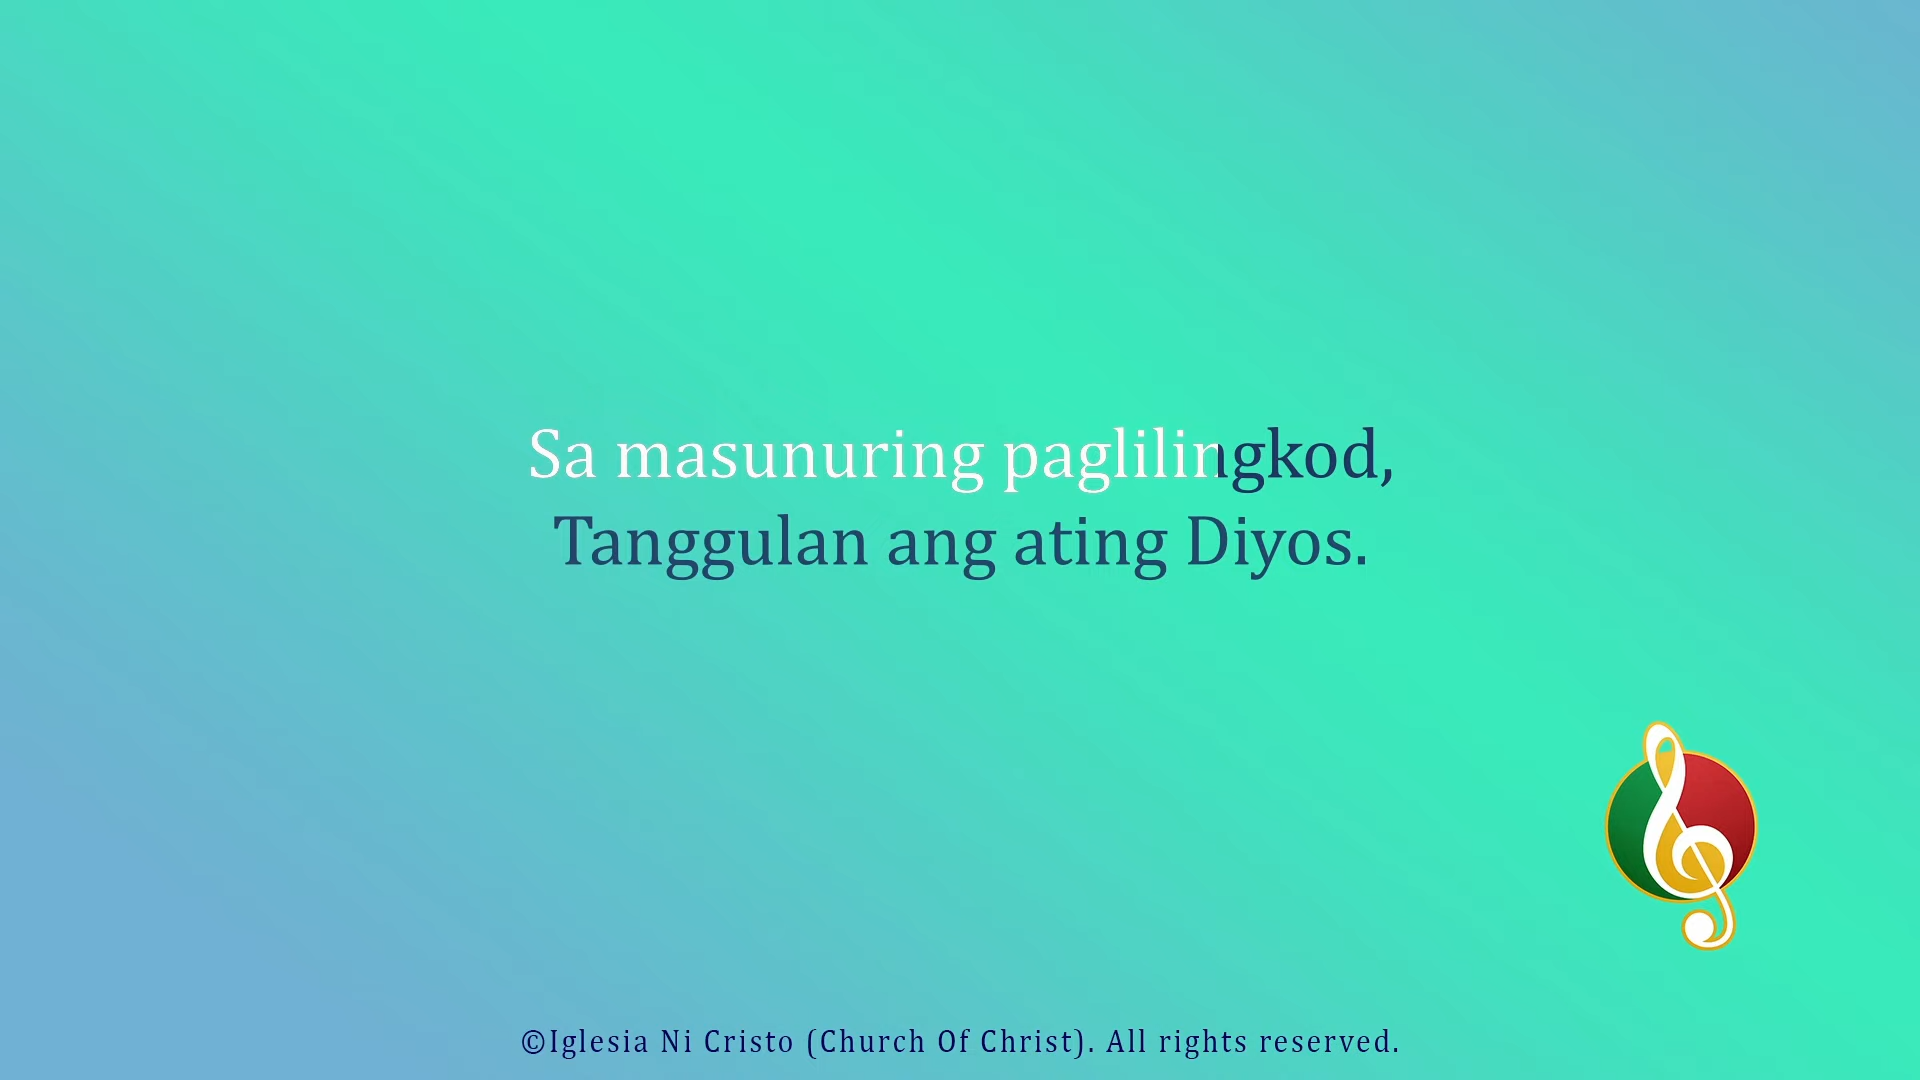 Sa masunuring paglilingkod,
Tanggulan ang ating Diyos.
©Iglesia Ni Cristo (Church Of Christ). All rights reserved.